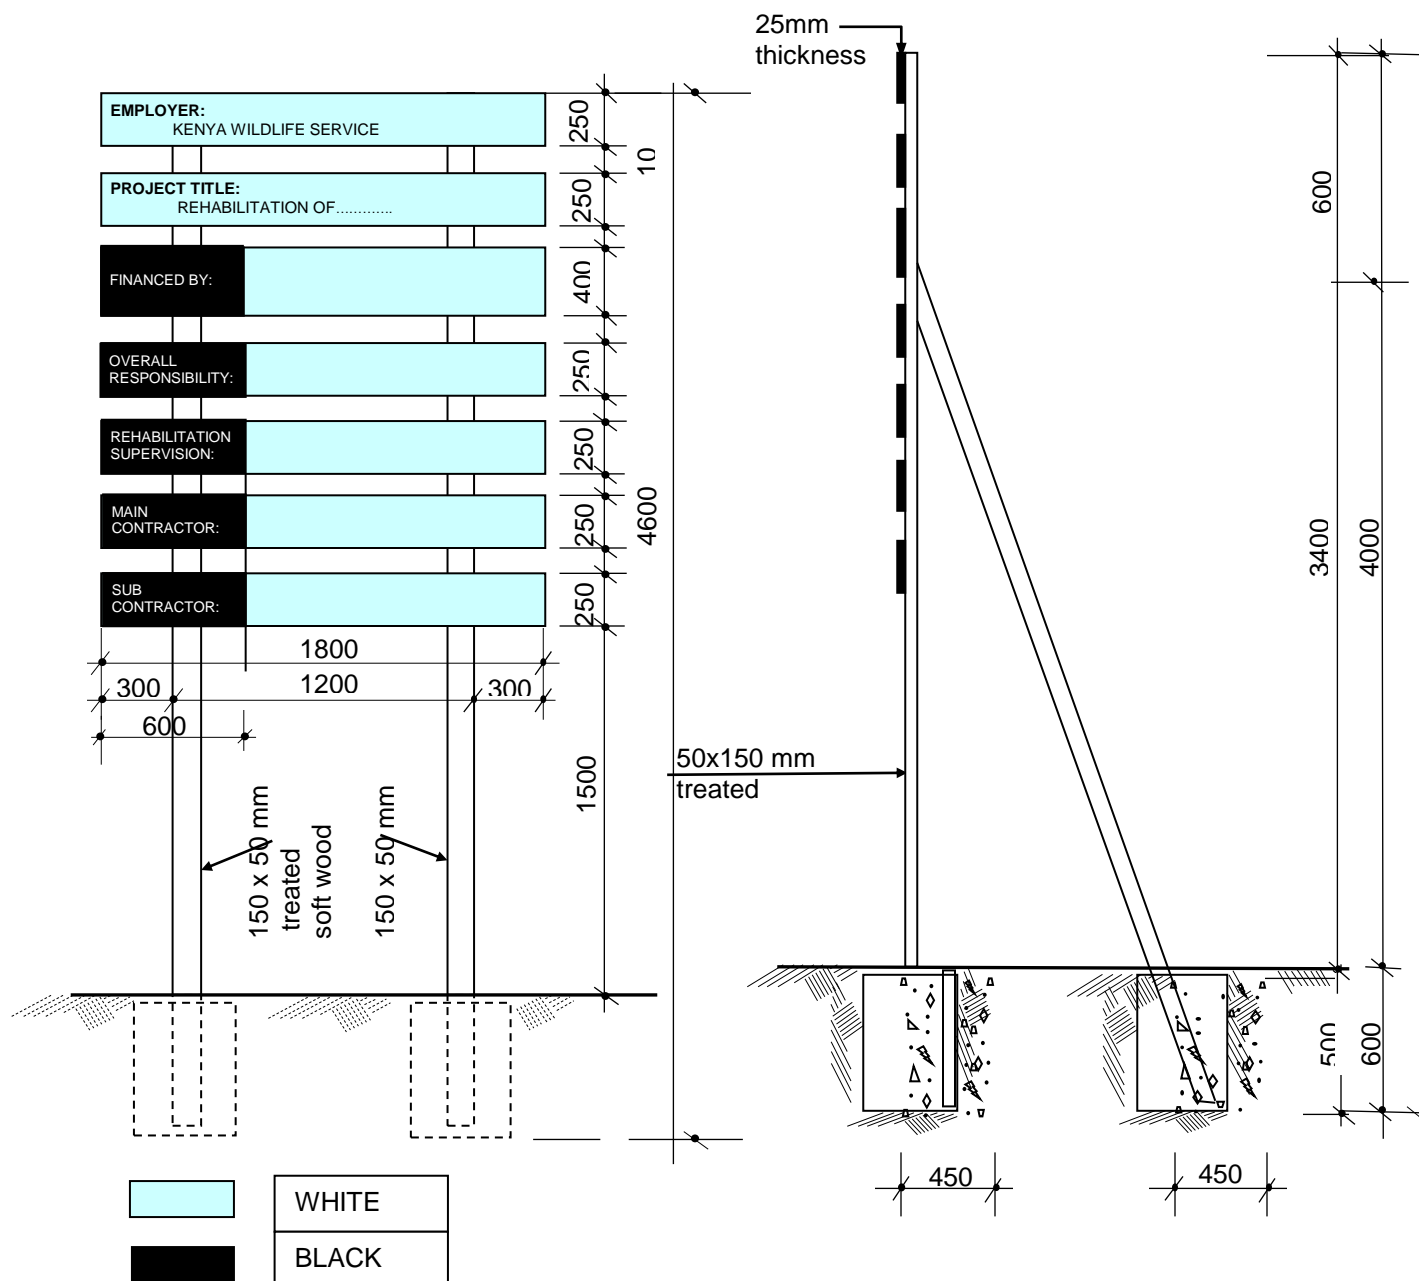 25mm
thickness
EMPLOYER:
KENYA WILDLIFE SERVICE
250
10
PROJECT TITLE:
REHABILITATION OF.............
250
600
FINANCED BY:
400
OVERALL
RESPONSIBILITY:
250
REHABILITATION
SUPERVISION:
250
4600
3400
4000
MAIN
CONTRACTOR:
250
SUB
CONTRACTOR:
250
1800
300
1200
300
600
1500
50x150 mm
treated
150 x 50 mm
treated
soft wood
150 x 50 mm
500
600
450
450
WHITE
BLACK